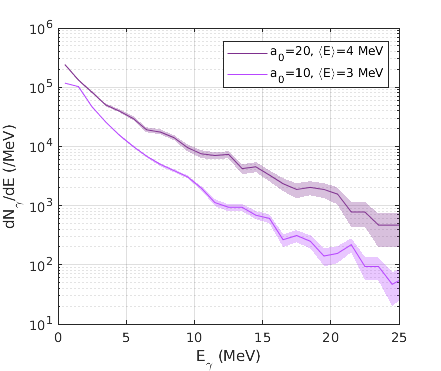 10^6
10^5
10^4
10^3
10^2
10^1
dN_γ/dE (/MeV)
a_0=20, ⟨E⟩=4 MeV
a_0=10, ⟨E⟩=3 MeV
0 5 10 15 20 25
E_γ (MeV)